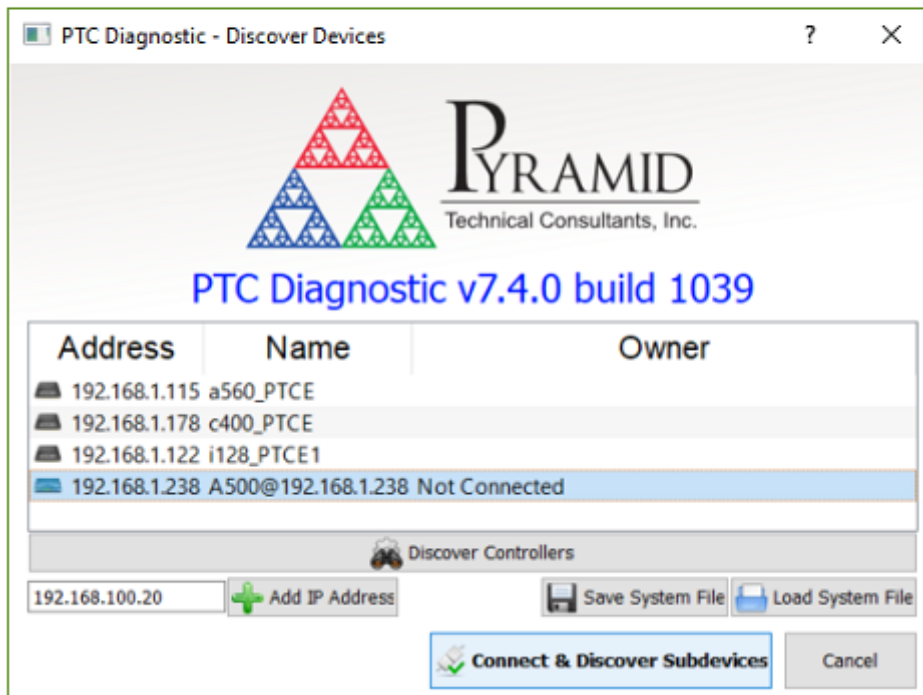 PTC Diagnostic - Discover Devices ?
PYRAMID
Technical Consultants, Inc.
PTC Diagnostic v7.4.0 build 1039
Address Name Owner
192.168.1.115 a560_PTCE
192.168.1.178 c400_PTCE
192.168.1.122 i128_PTCE1
192.168.1.238 A500@192.168.1.238 Not Connected
Discover Controllers
192.168.100.20 Add IP Address Save System File Load System File
Connect & Discover Subdevices Cancel